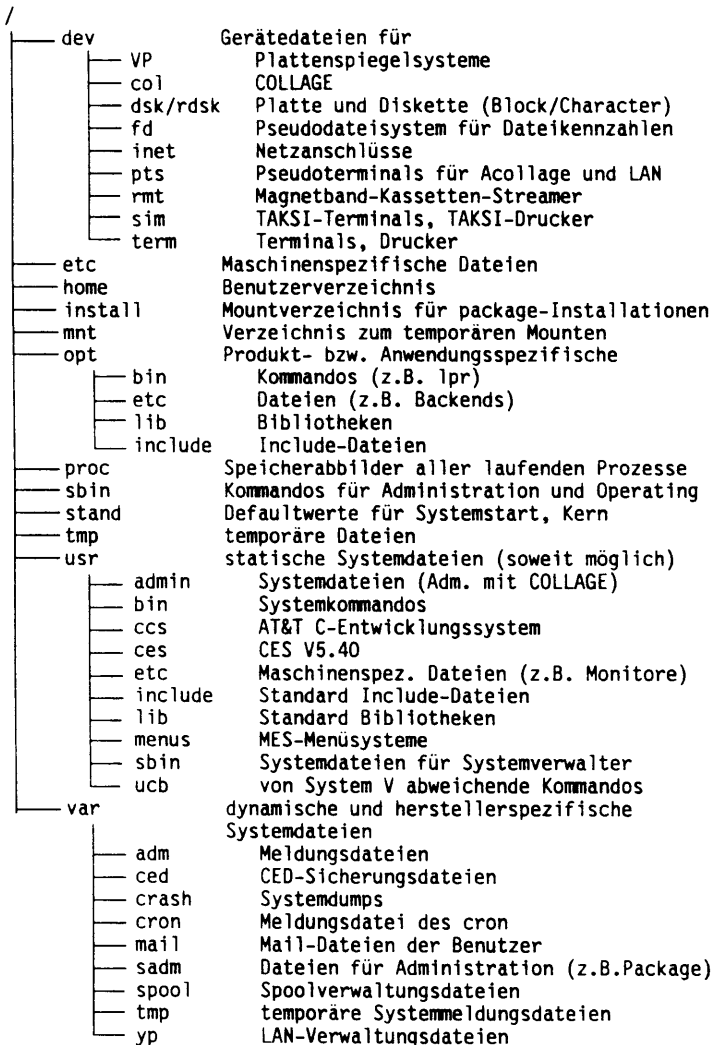 /
dev Gerätedateien für
VP Plattenspiegelsysteme
col COLLAGE
dsk/rdsk Platte und Diskette (Block/Character)
fd Pseudodateisystem für Dateikennzahlen
inet Netzanschlüsse
pts Pseudoterminals für Acollage und LAN
rmt Magnetband-Kassetten-Streamer
sim TAKSI-Terminals, TAKSI-Drucker
term Terminals, Drucker
etc Maschinenspezifische Dateien
home Benutzerverzeichnis
install Mountverzeichnis für package-Installationen
mnt Verzeichnis zum temporären Mounten
opt Produkt- bzw. Anwendungsspezifische
bin Kommandos (z.B. lpr)
etc Dateien (z.B. Backends)
lib Bibliotheken
include Include-Dateien
proc Speicherabbilder aller laufenden Prozesse
sbin Kommandos für Administration und Operating
stand Defaultwerte für Systemstart, Kern
tmp temporäre Dateien
usr statische Systemdateien (soweit möglich)
admin Systemdateien (Adm. mit COLLAGE)
bin Systemkommandos
ccs AT&T C-Entwicklungssystem
ces CES V5.40
etc Maschinenspez. Dateien (z.B. Monitore)
include Standard Include-Dateien
lib Standard Bibliotheken
menus MES-Menüsysteme
sbin Systemdateien für Systemverwalter
ucb von System V abweichende Kommandos
var dynamische und herstellerspezifische
Systemdateien
adm Meldungsdateien
ced CED-Sicherungsdateien
crash Systemdumps
cron Meldungsdatei des cron
mail Mail-Dateien der Benutzer
sadm Dateien für Administration (z.B.Package)
spool Spoolverwaltungsdateien
tmp temporäre Systemmeldungsdateien
yp LAN-Verwaltungsdateien